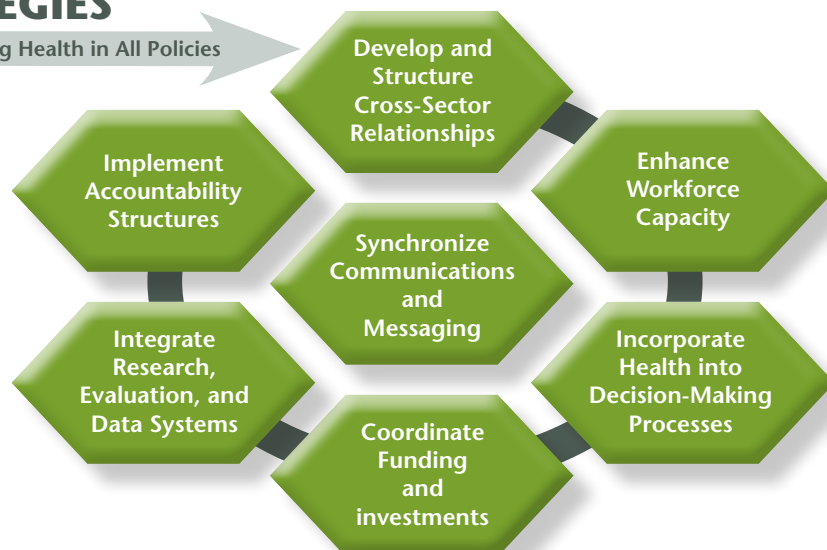 EGIES
g Health in All Policies
Develop and
Structure
Cross-Sector
Relationships
Enhance
Workforce
Capacity
Incorporate
Health into
Decision-Making
Processes
Coordinate
Funding
and
investments
Integrate
Research,
Evaluation, and
Data Systems
Implement
Accountability
Structures
Synchronize
Communications
and
Messaging